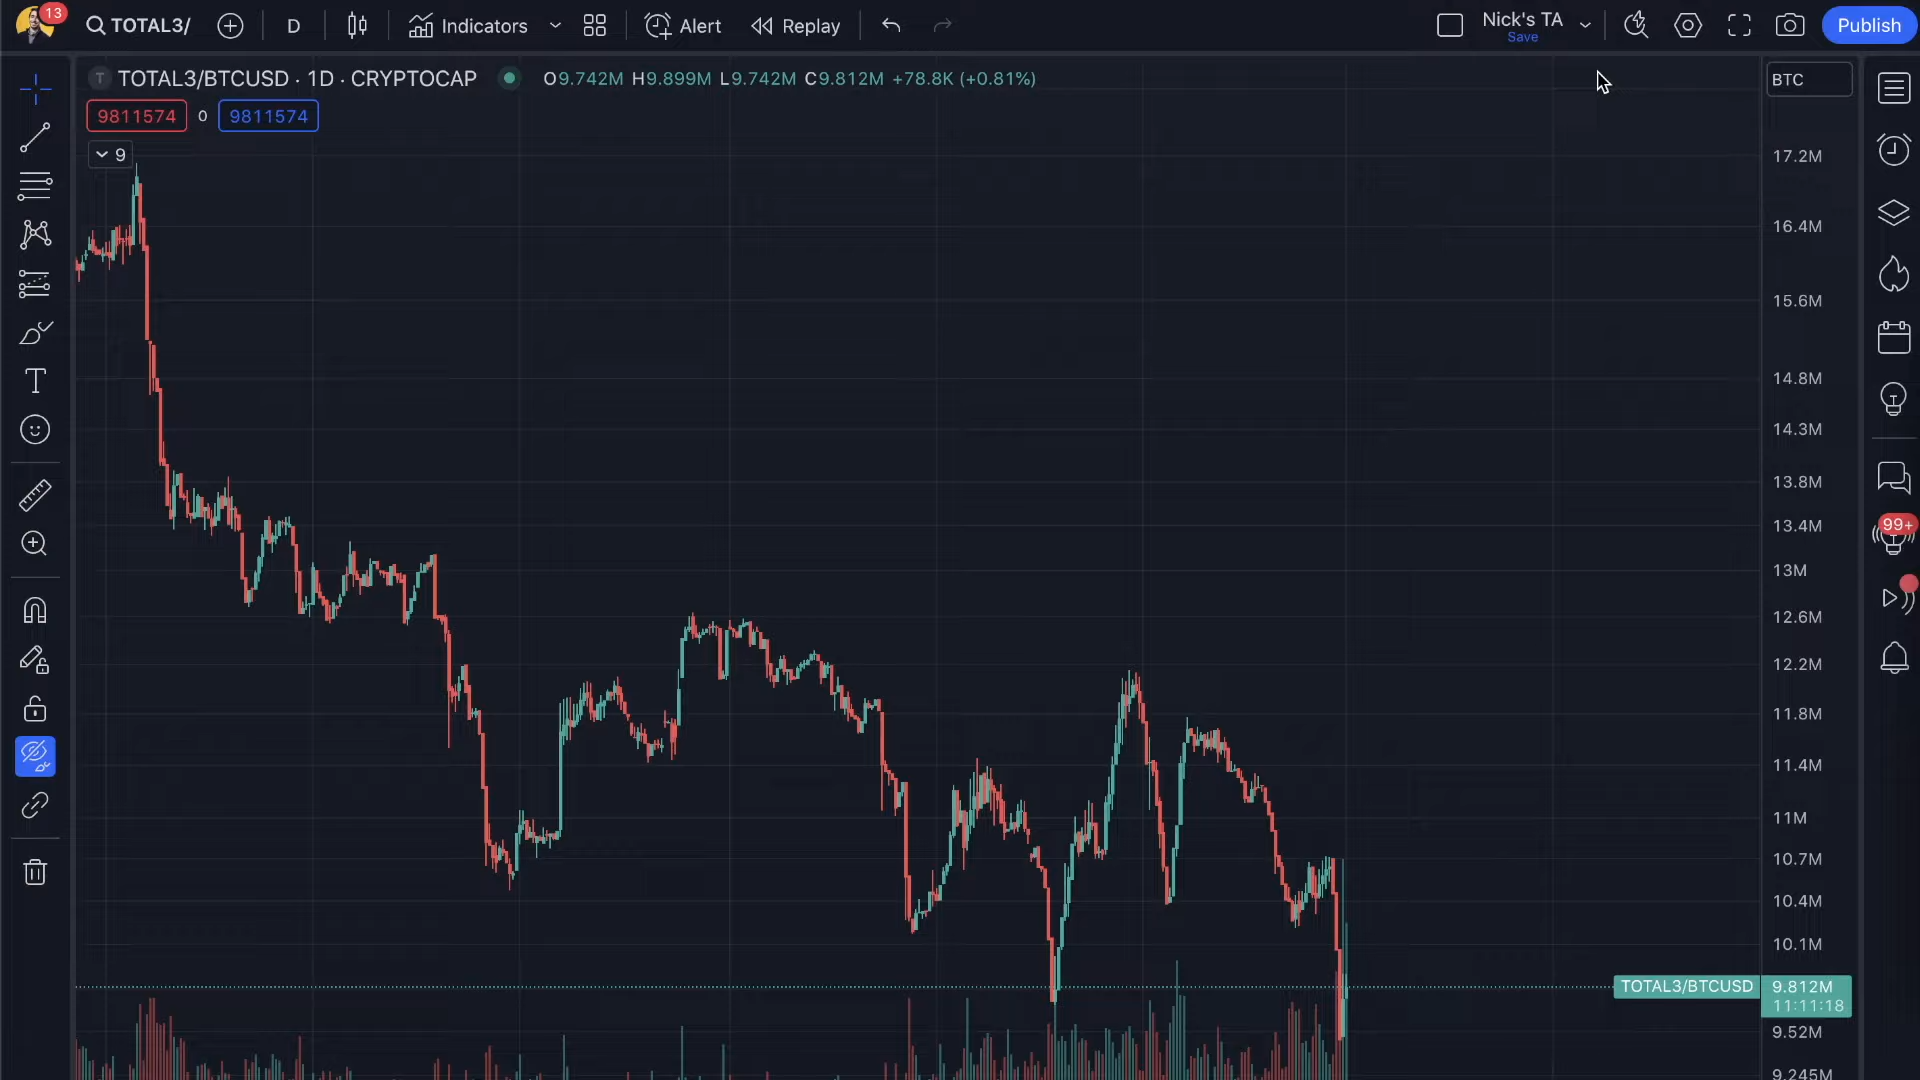 13
TOTAL3/
D
Indicators
Alert
Replay
Nick's TA
Save
Publish
T TOTAL3/BTCUSD · 1D · CRYPTOCAP
O9.742M H9.899M L9.742M C9.812M +78.8K (+0.81%)
BTC
9811574
0
9811574
9
17.2M
16.4M
15.6M
14.8M
14.3M
13.8M
13.4M
13M
12.6M
12.2M
11.8M
11.4M
11M
10.7M
10.4M
10.1M
TOTAL3/BTCUSD
9.812M
11:11:18
9.52M
9.245M
99+